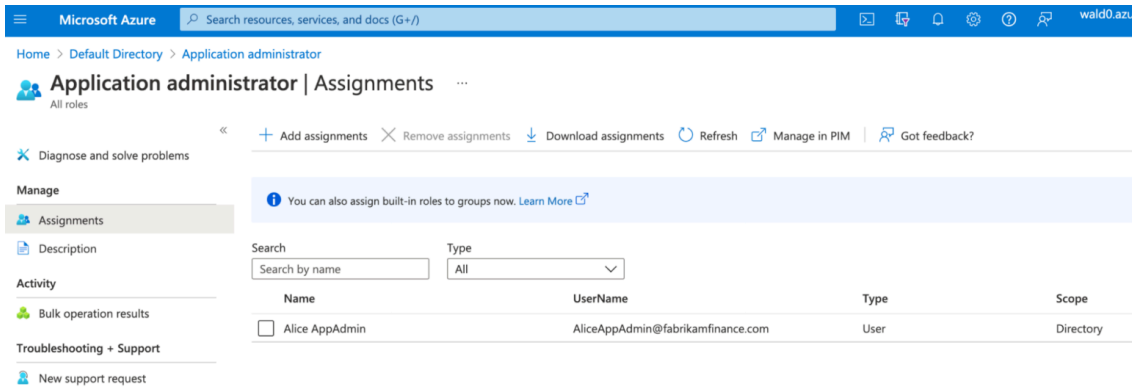 Microsoft Azure
Search resources, services, and docs (G+/)
wald0.azu
Home > Default Directory > Application administrator
Application administrator | Assignments ...
All roles
«
Diagnose and solve problems
Manage
Assignments
Description
Activity
Bulk operation results
Troubleshooting + Support
New support request
Add assignments Remove assignments Download assignments Refresh Manage in PIM Got feedback?
You can also assign built-in roles to groups now. Learn More
Search Type
Search by name All
Name UserName Type Scope
Alice AppAdmin AliceAppAdmin@fabrikamfinance.com User Directory